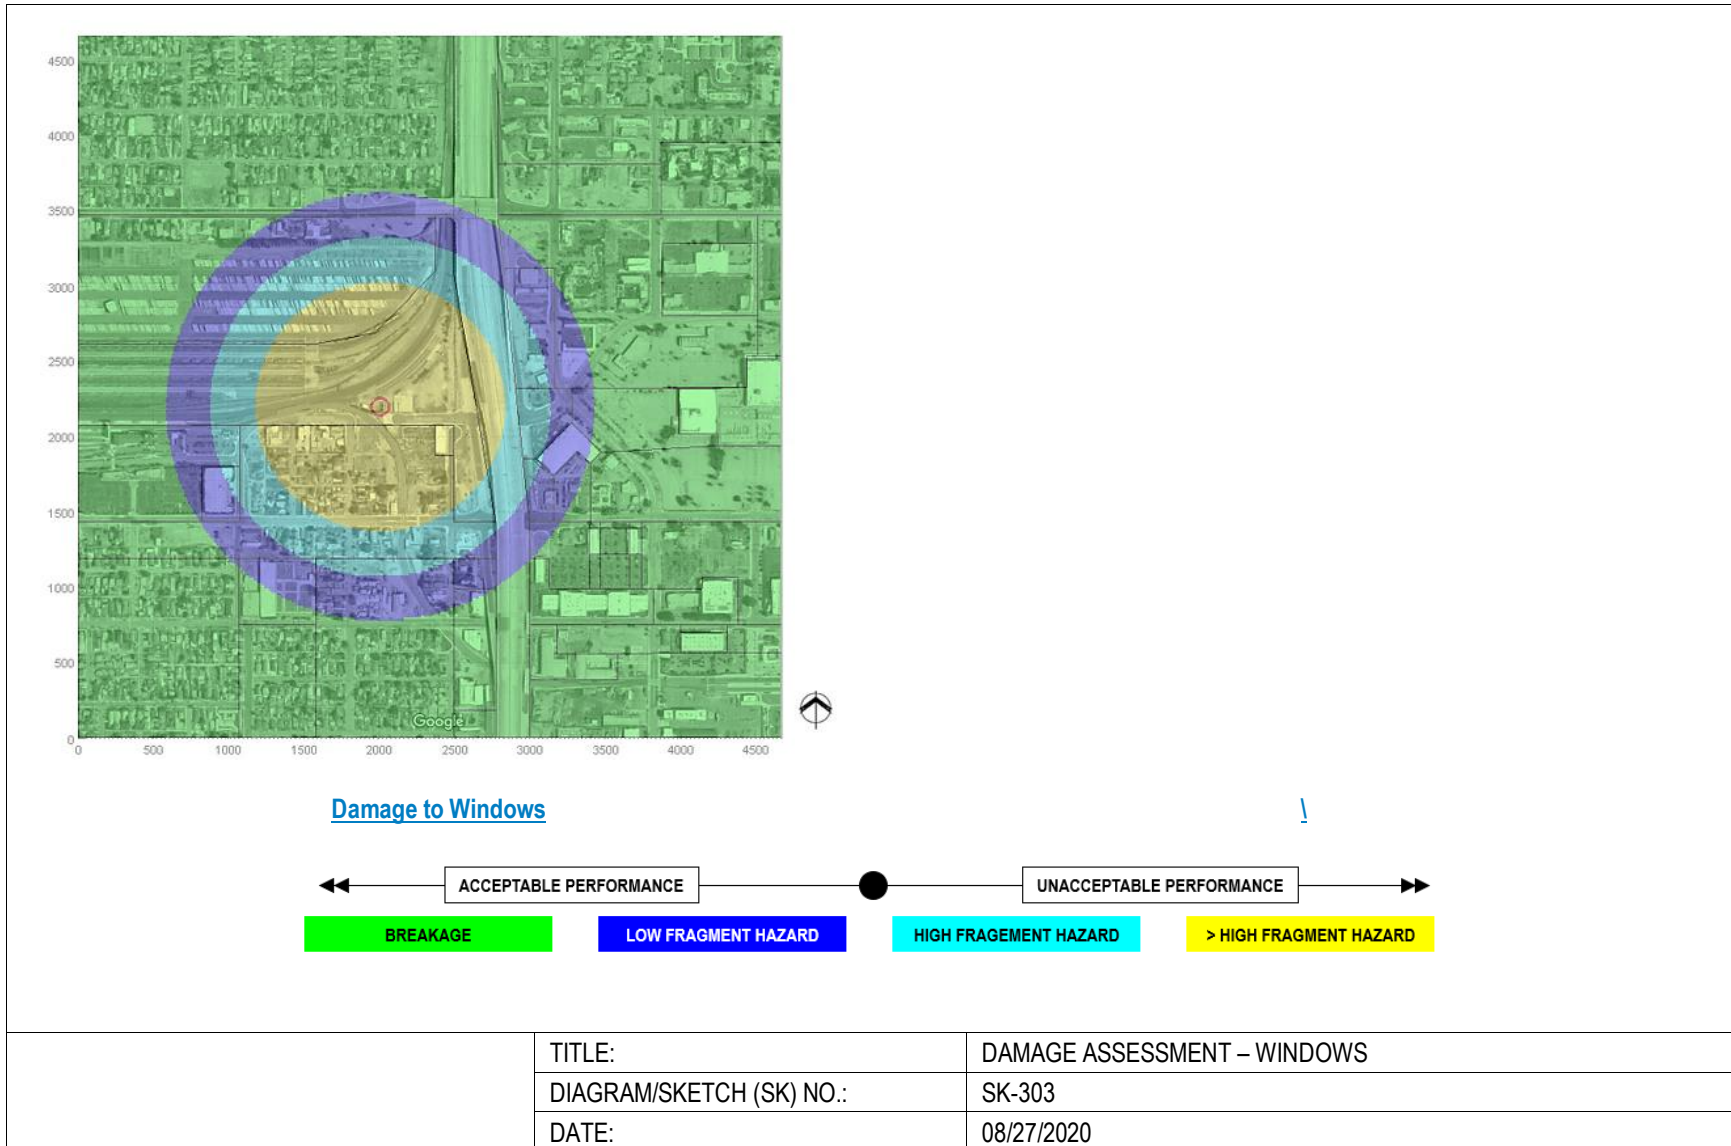 4500
4000
3500
3000
2500
2000
1500
1000
500
0
0 500 1000 1500 2000 2500 3000 3500 4000 4500
Google
Damage to Windows \
ACCEPTABLE PERFORMANCE UNACCEPTABLE PERFORMANCE
BREAKAGE LOW FRAGMENT HAZARD HIGH FRAGEMENT HAZARD > HIGH FRAGMENT HAZARD
TITLE: DAMAGE ASSESSMENT – WINDOWS
DIAGRAM/SKETCH (SK) NO.: SK-303
DATE: 08/27/2020